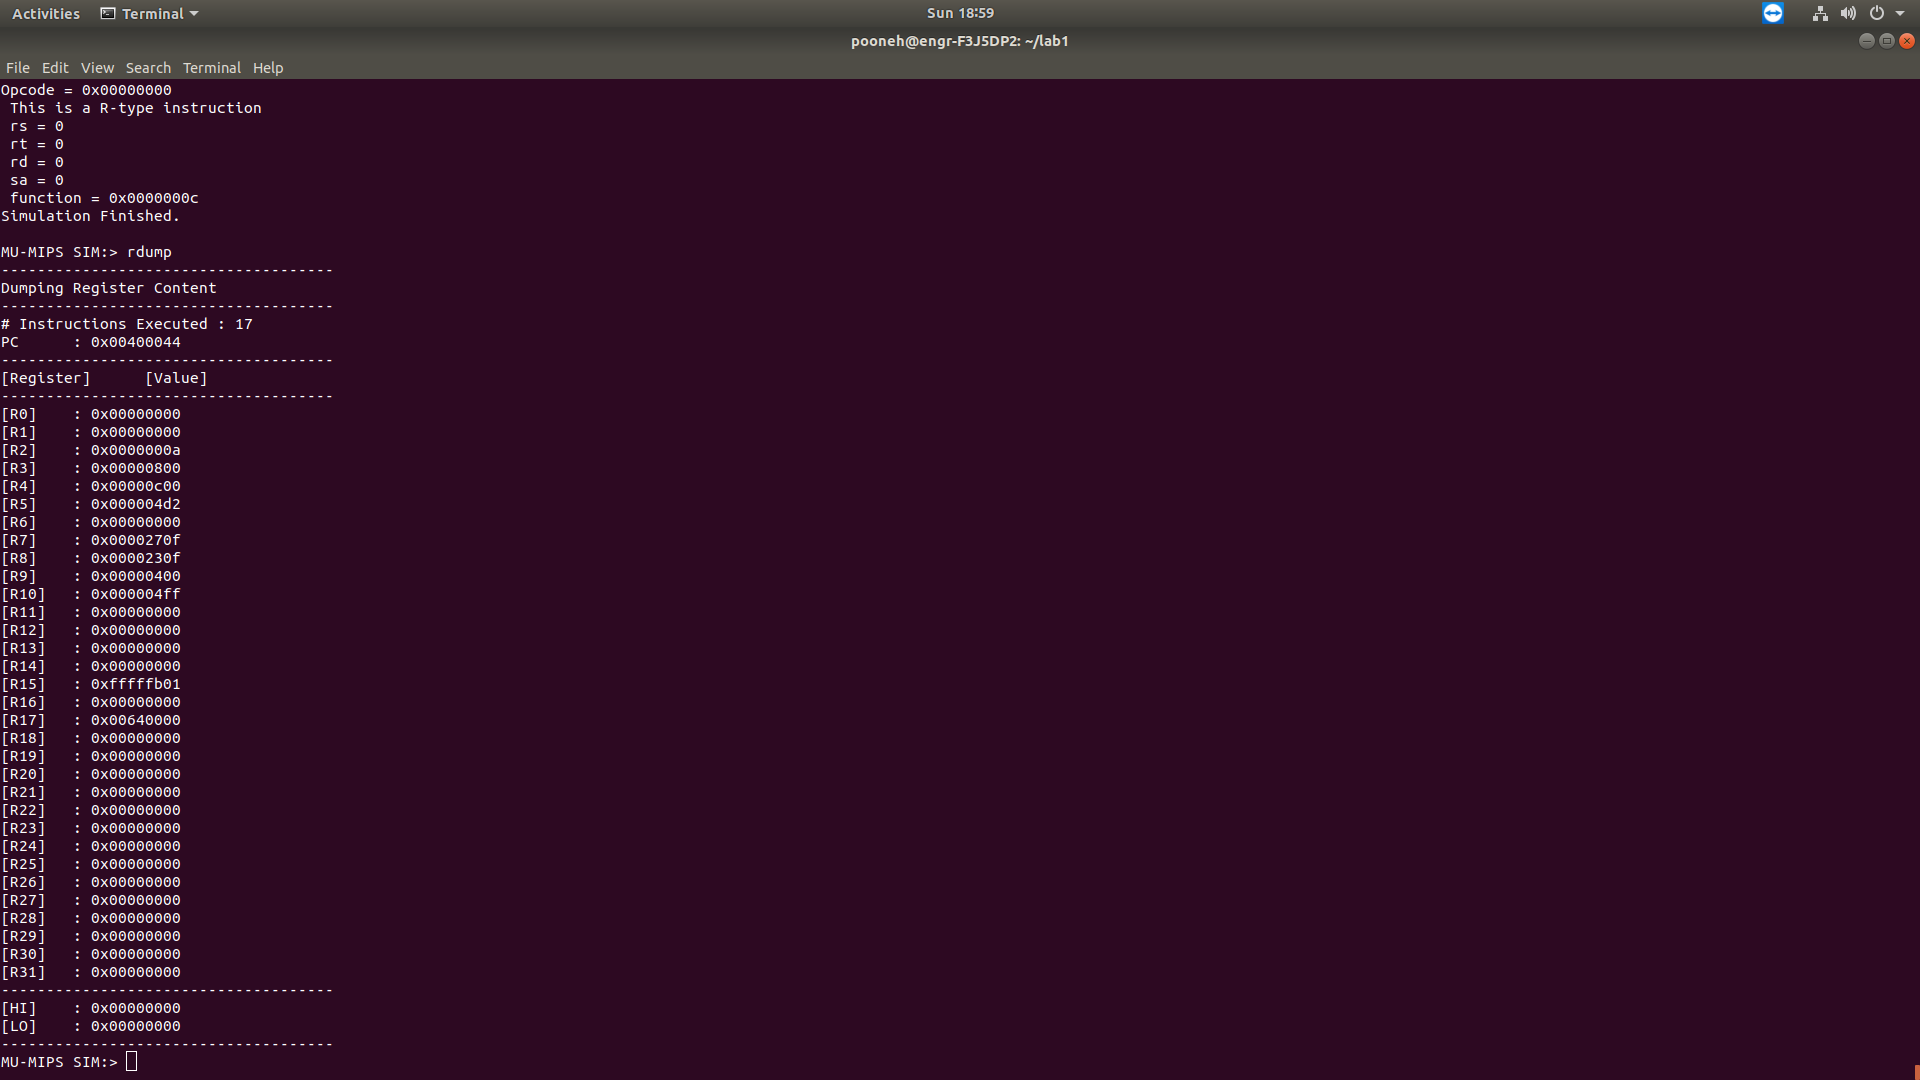 Activities Terminal Sun 18:59
pooneh@engr-F3J5DP2: ~/lab1
File Edit View Search Terminal Help
Opcode = 0x00000000
 This is a R-type instruction
 rs = 0
 rt = 0
 rd = 0
 sa = 0
 function = 0x0000000c
Simulation Finished.
MU-MIPS SIM:> rdump
-------------------------------------
Dumping Register Content
-------------------------------------
# Instructions Executed : 17
PC      : 0x00400044
-------------------------------------
[Register]      [Value]
-------------------------------------
[R0]    : 0x00000000
[R1]    : 0x00000000
[R2]    : 0x0000000a
[R3]    : 0x00000800
[R4]    : 0x00000c00
[R5]    : 0x000004d2
[R6]    : 0x00000000
[R7]    : 0x0000270f
[R8]    : 0x0000230f
[R9]    : 0x00000400
[R10]   : 0x000004ff
[R11]   : 0x00000000
[R12]   : 0x00000000
[R13]   : 0x00000000
[R14]   : 0x00000000
[R15]   : 0xfffffb01
[R16]   : 0x00000000
[R17]   : 0x00640000
[R18]   : 0x00000000
[R19]   : 0x00000000
[R20]   : 0x00000000
[R21]   : 0x00000000
[R22]   : 0x00000000
[R23]   : 0x00000000
[R24]   : 0x00000000
[R25]   : 0x00000000
[R26]   : 0x00000000
[R27]   : 0x00000000
[R28]   : 0x00000000
[R29]   : 0x00000000
[R30]   : 0x00000000
[R31]   : 0x00000000
-------------------------------------
[HI]    : 0x00000000
[LO]    : 0x00000000
-------------------------------------
MU-MIPS SIM:>